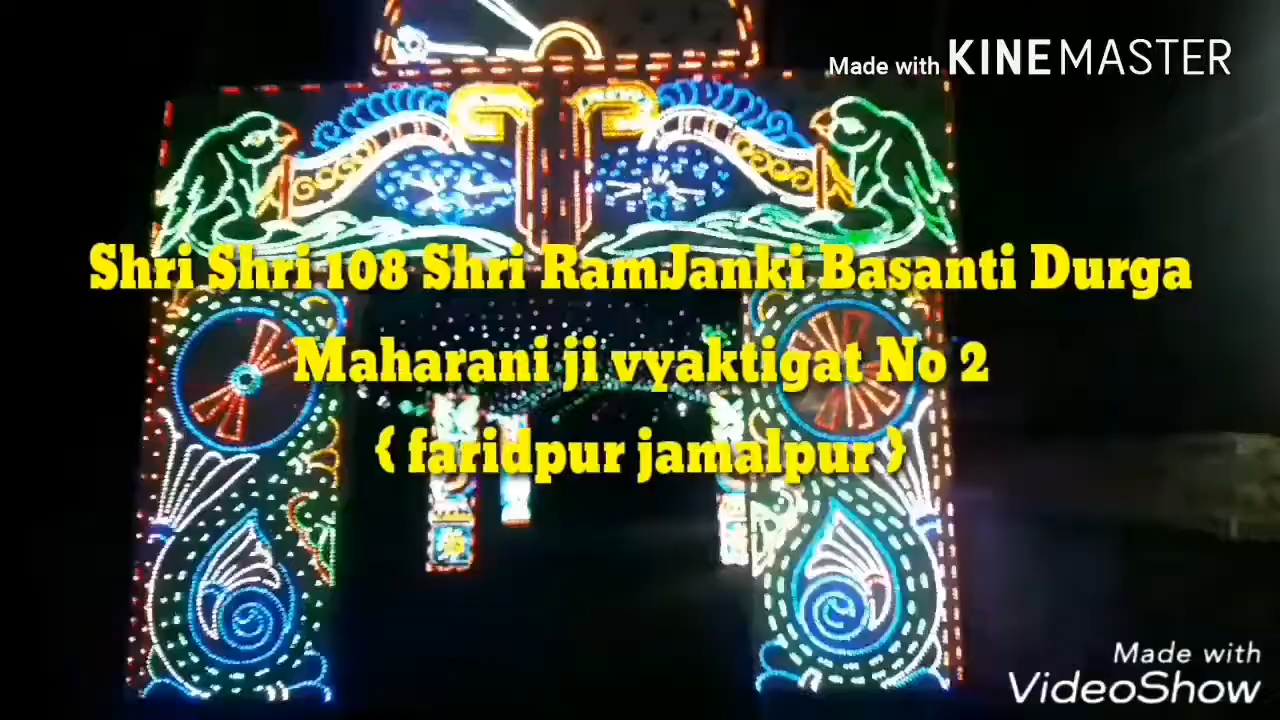 Made with KINEMASTER
Shri Shri 108 Shri RamJanki Basanti Durga
Maharani ji vyaktigat No 2
{ faridpur jamalpur }
Made with
VideoShow